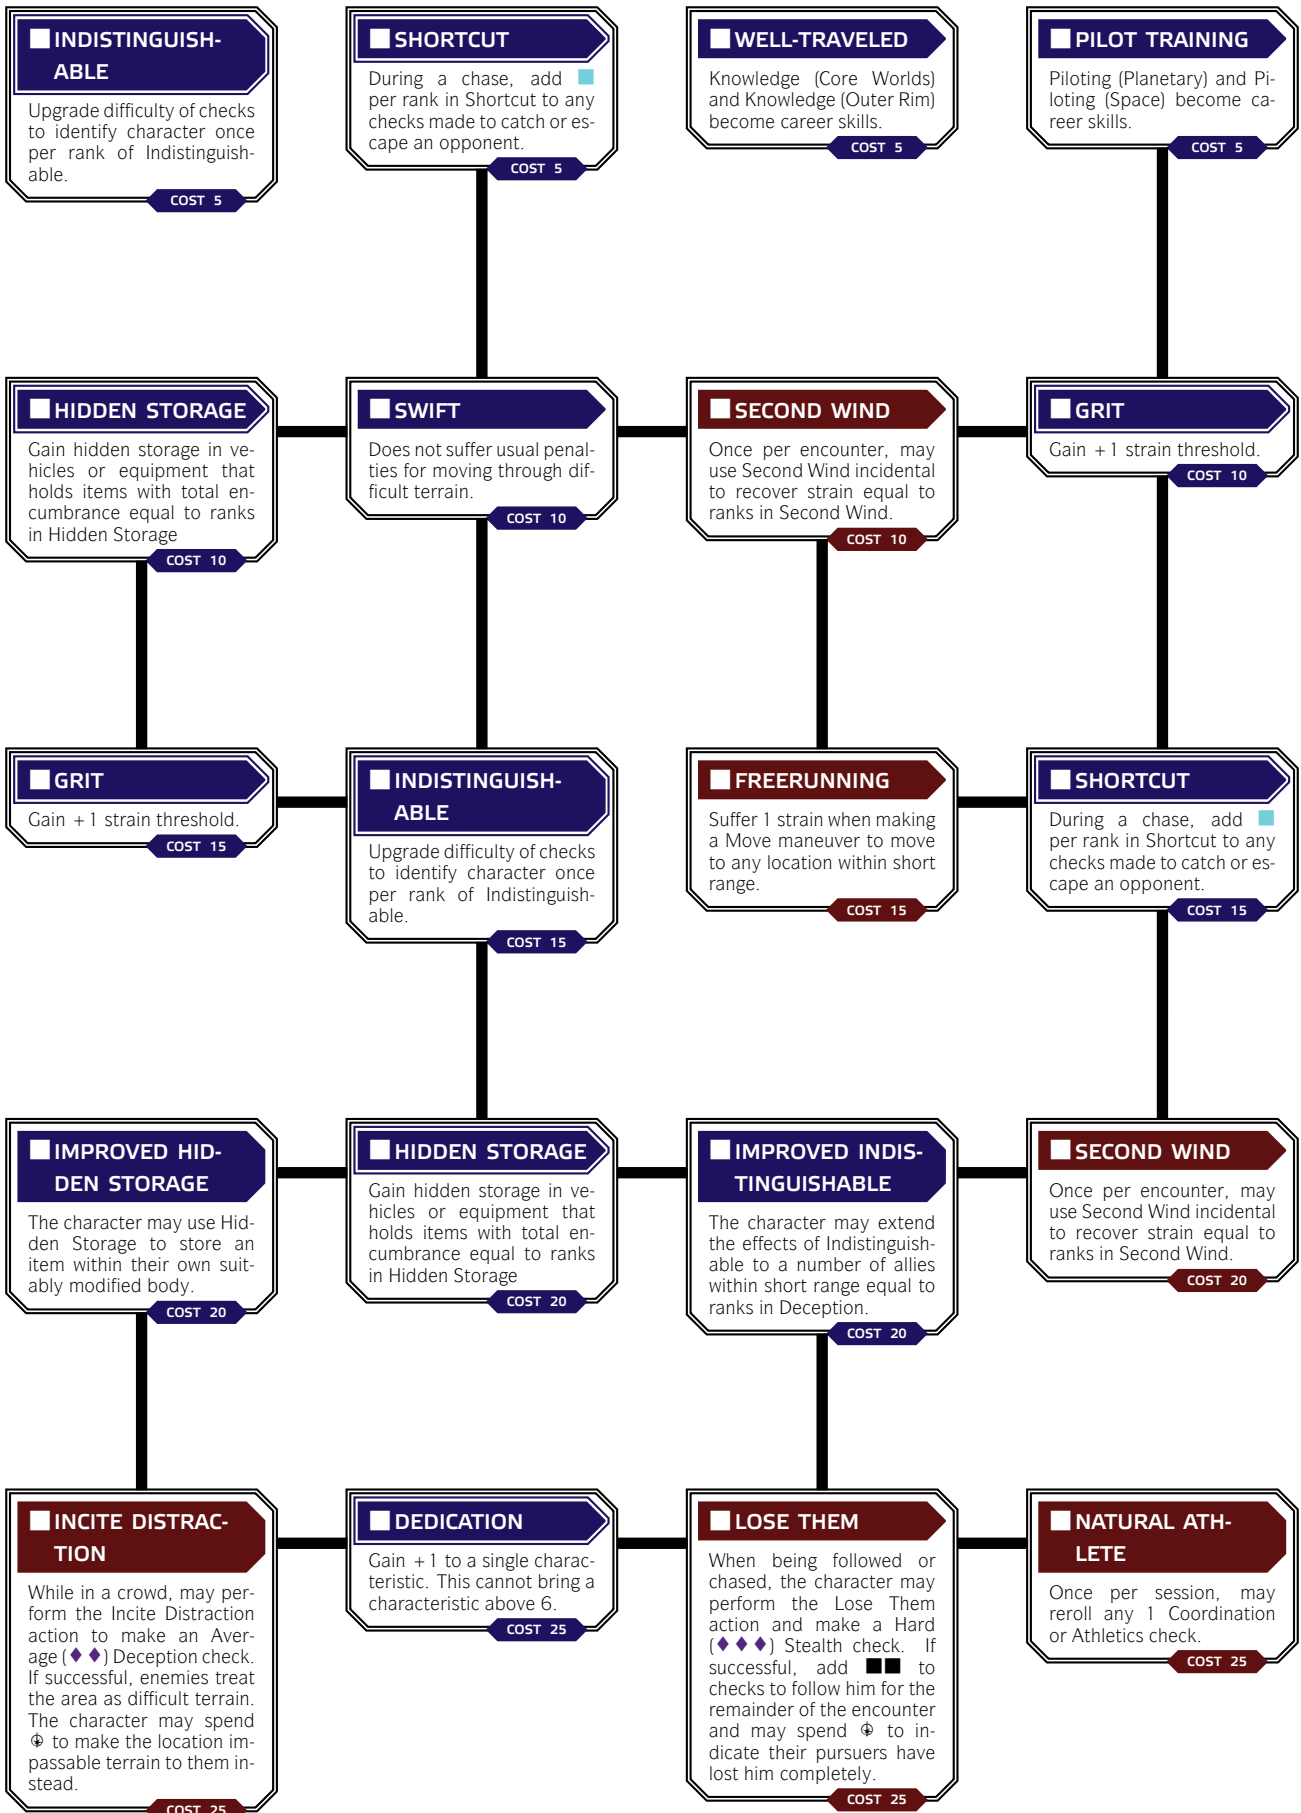 INDISTINGUISH-
ABLE
Upgrade difficulty of checks
to identify character once
per rank of Indistinguish-
able.
COST 5
SHORTCUT
During a chase, add
per rank in Shortcut to any
checks made to catch or es-
cape an opponent.
COST 5
WELL-TRAVELED
Knowledge (Core Worlds)
and Knowledge (Outer Rim)
become career skills.
COST 5
PILOT TRAINING
Piloting (Planetary) and Pi-
loting (Space) become ca-
reer skills.
COST 5
HIDDEN STORAGE
Gain hidden storage in ve-
hicles or equipment that
holds items with total en-
cumbrance equal to ranks
in Hidden Storage
COST 10
SWIFT
Does not suffer usual penal-
ties for moving through dif-
ficult terrain.
COST 10
SECOND WIND
Once per encounter, may
use Second Wind incidental
to recover strain equal to
ranks in Second Wind.
COST 10
GRIT
Gain +1 strain threshold.
COST 10
GRIT
Gain +1 strain threshold.
COST 15
INDISTINGUISH-
ABLE
Upgrade difficulty of checks
to identify character once
per rank of Indistinguish-
able.
COST 15
FREERUNNING
Suffer 1 strain when making
a Move maneuver to move
to any location within short
range.
COST 15
SHORTCUT
During a chase, add
per rank in Shortcut to any
checks made to catch or es-
cape an opponent.
COST 15
IMPROVED HID-
DEN STORAGE
The character may use Hid-
den Storage to store an
item within their own suit-
ably modified body.
COST 20
HIDDEN STORAGE
Gain hidden storage in ve-
hicles or equipment that
holds items with total en-
cumbrance equal to ranks
in Hidden Storage
COST 20
IMPROVED INDIS-
TINGUISHABLE
The character may extend
the effects of Indistinguish-
able to a number of allies
within short range equal to
ranks in Deception.
COST 20
SECOND WIND
Once per encounter, may
use Second Wind incidental
to recover strain equal to
ranks in Second Wind.
COST 20
INCITE DISTRAC-
TION
While in a crowd, may per-
form the Incite Distraction
action to make an Aver-
age (♦♦) Deception check.
If successful, enemies treat
the area as difficult terrain.
The character may spend
to make the location im-
passable terrain to them in-
stead.
COST 25
DEDICATION
Gain +1 to a single charac-
teristic. This cannot bring a
characteristic above 6.
COST 25
LOSE THEM
When being followed or
chased, the character may
perform the Lose Them
action and make a Hard
(♦♦♦) Stealth check. If
successful, add ■■ to
checks to follow him for the
remainder of the encounter
and may spend to in-
dicate their pursuers have
lost him completely.
COST 25
NATURAL ATH-
LETE
Once per session, may
reroll any 1 Coordination
or Athletics check.
COST 25